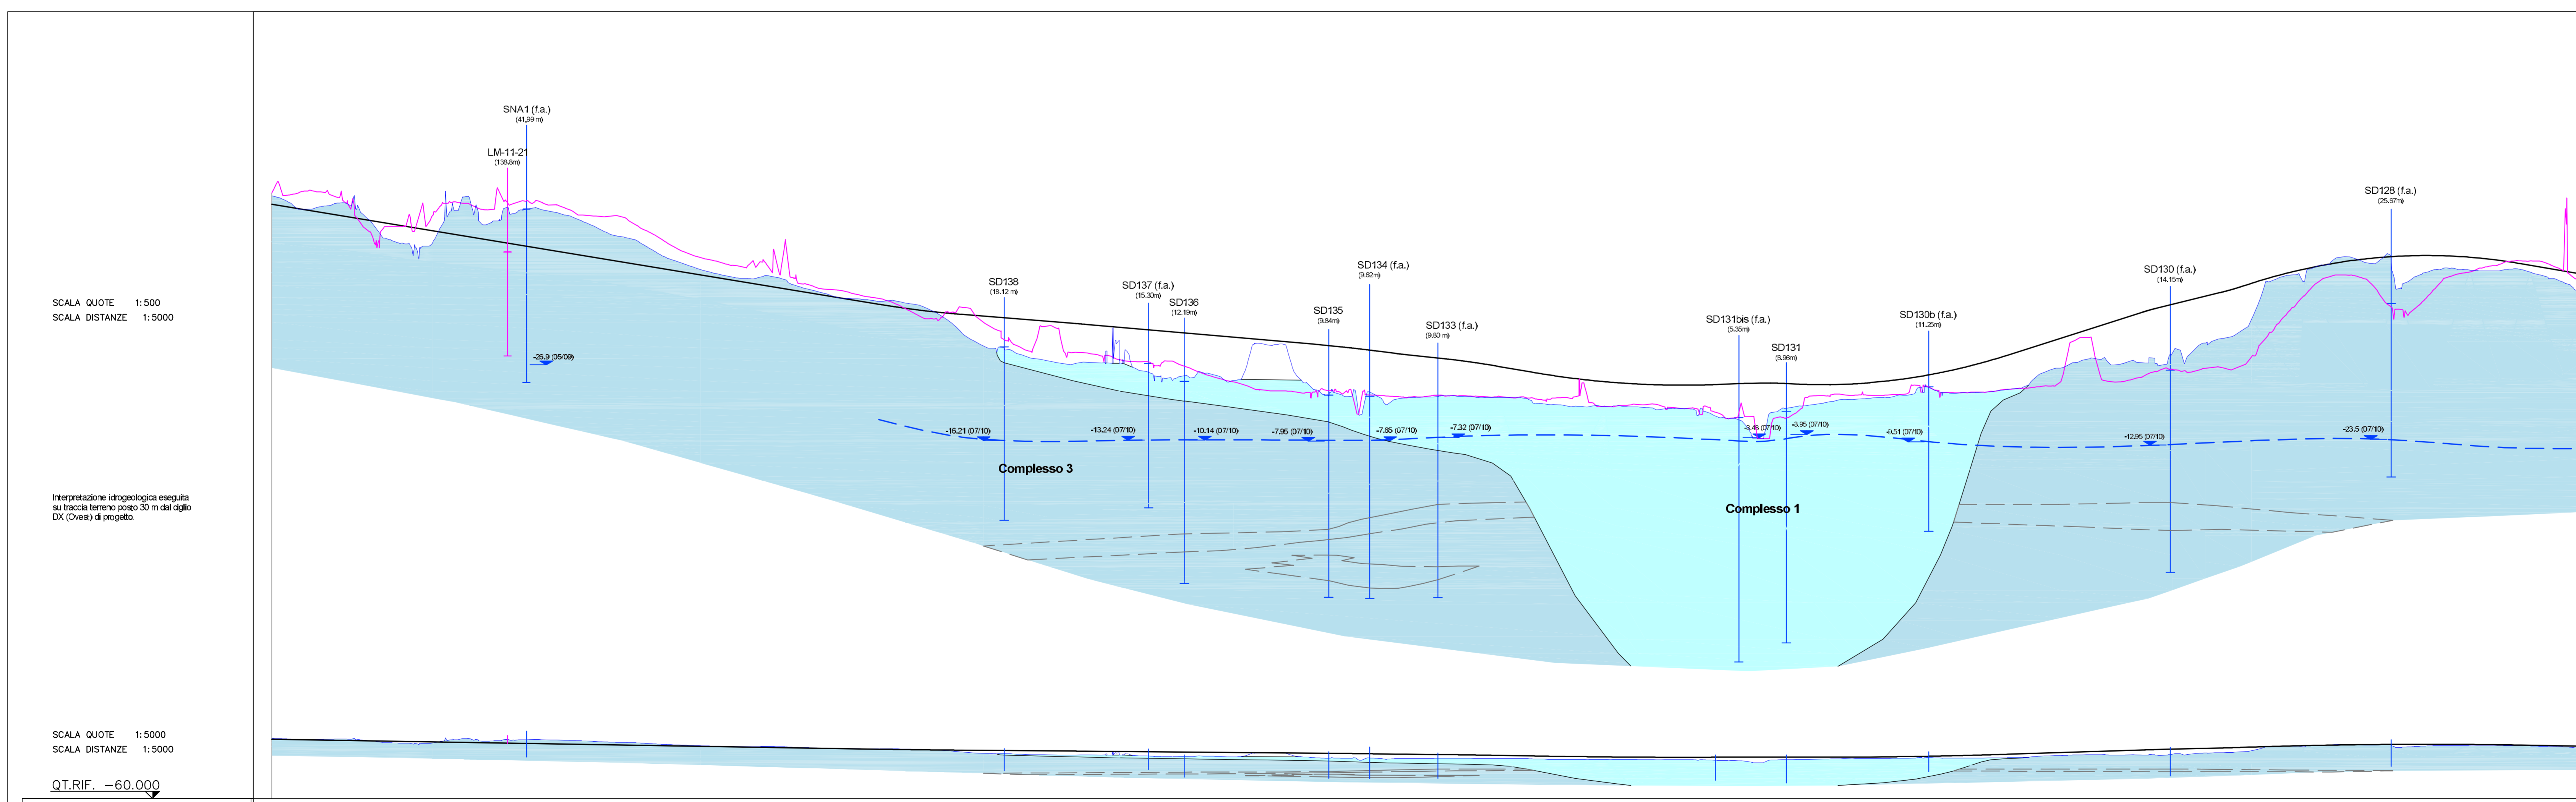 SNA1 (f.a.)
(41.99 m)
LM-11-21
(138.8m)
SD128 (f.a.)
(25.67m)
SD134 (f.a.)
(9.82m)
SD130 (f.a.)
(14.15m)
SD138
(18.12 m)
SD137 (f.a.)
(15.30m)
SD136
(12.19m)
SCALA QUOTE 1:500
SCALA DISTANZE 1:5000
SD135
(9.84m)
SD133 (f.a.)
(9.80 m)
SD131bis (f.a.)
(5.35m)
SD130b (f.a.)
(11.25m)
SD131
(6.96m)
-26.9 (05/09)
-16.21 (07/10)
-13.24 (07/10)
-10.14 (07/10)
-7.95 (07/10)
-7.85 (07/10)
-7.32 (07/10)
-3.95 (07/10)
-9.51 (07/10)
-12.95 (07/10)
-23.5 (07/10)
Complesso 3
Complesso 1
Interpretazione idrogeologica eseguita
su traccia terreno posto 30 m dal ciglio
DX (Ovest) di progetto.
SCALA QUOTE 1:5000
SCALA DISTANZE 1:5000
QT.RIF. -60.000